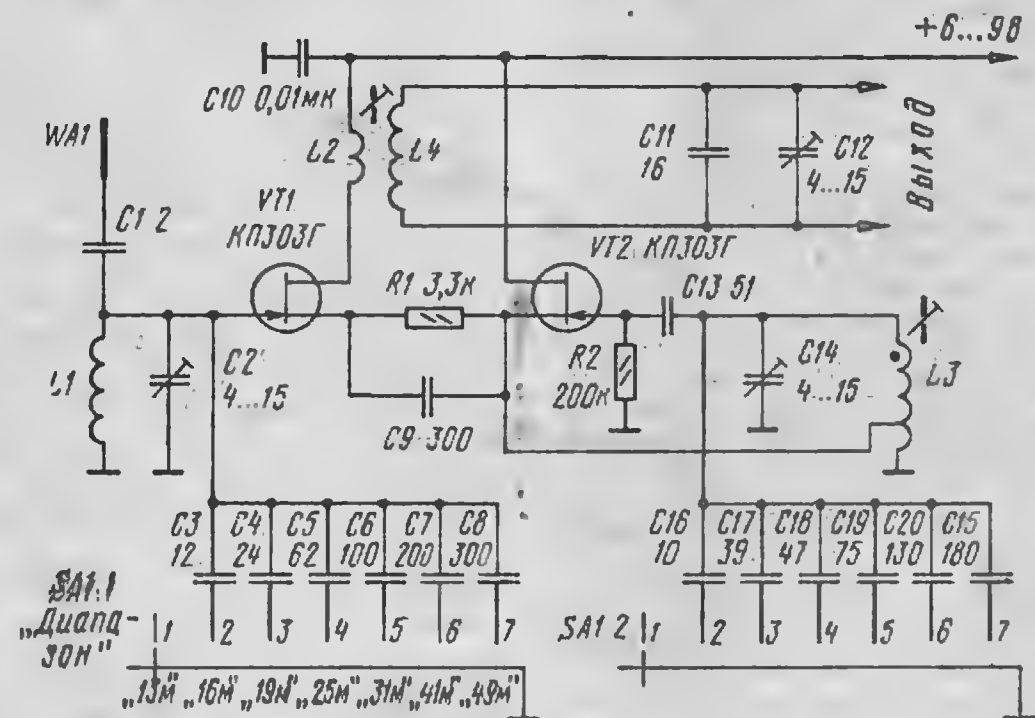 +6...9В
С10 0,01мк
WA1
L2
L4
С11
16
С12
4...15
Выход
С1 2
VT1
КП303Г
VT2 КП303Г
R1 3,3к
С13 51
L1
С2
4...15
R2
200к
С14
4...15
L3
С9 300
С3 С4 С5 С6 С7 С8
12 24 62 100 200 300
С16 С17 С18 С19 С20 С15
10 39 47 75 130 180
SA1.1
„Диапа-
зон"
1 2 3 4 5 6 7
SA1 2
1 2 3 4 5 6 7
„13м" „16м" „19м" „25м" „31м" „41м" „49м"